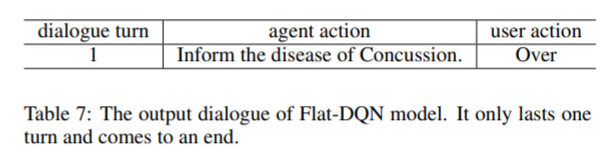 dialogue turn agent action user action
1 Inform the disease of Concussion. Over
Table 7: The output dialogue of Flat-DQN model. It only lasts one
turn and comes to an end.